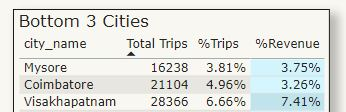 Bottom 3 Cities
city_name Total Trips %Trips %Revenue
Mysore 16238 3.81% 3.75%
Coimbatore 21104 4.96% 3.26%
Visakhapatnam 28366 6.66% 7.41%